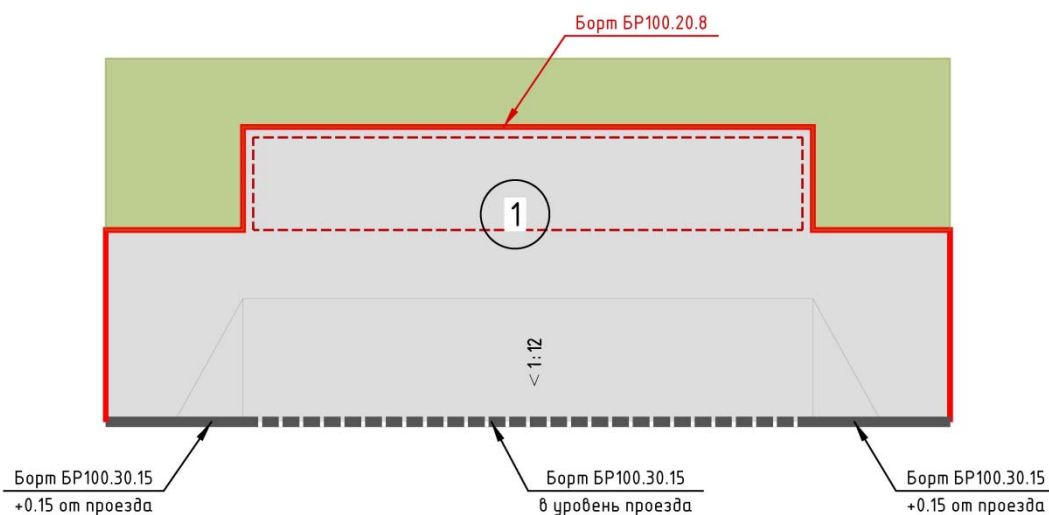 Борт БР100.20.8
1
< 1:12
Борт БР100.30.15
+0.15 от проезда
Борт БР100.30.15
в уровень проезда
Борт БР100.30.15
+0.15 от проезда